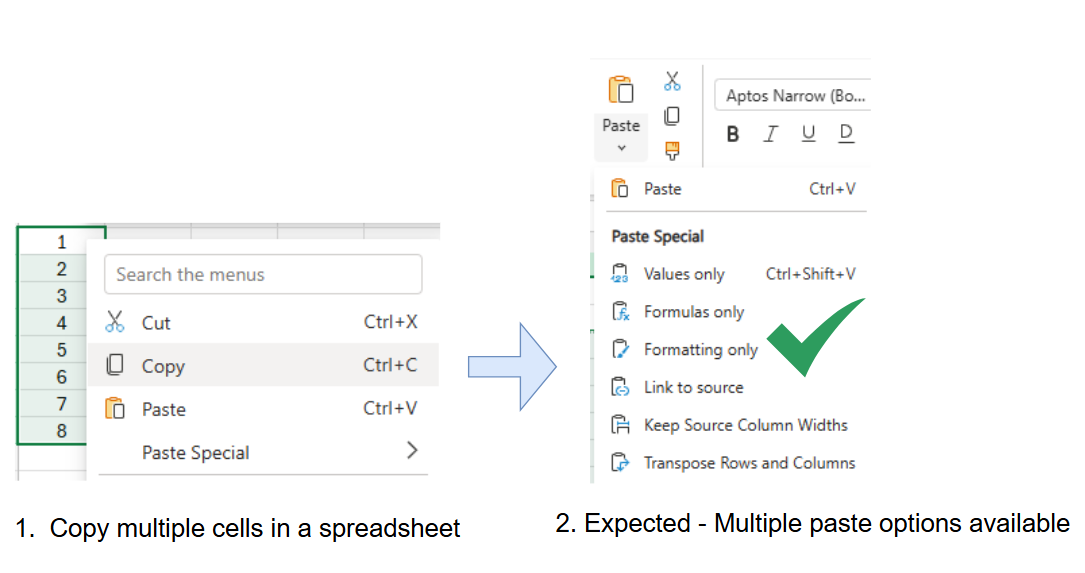 1
2
3
4
5
6
7
8
Search the menus
Cut Ctrl+X
Copy Ctrl+C
Paste Ctrl+V
Paste Special
1. Copy multiple cells in a spreadsheet
Paste
Aptos Narrow (Bo...
B I U D
Paste Ctrl+V
Paste Special
Values only Ctrl+Shift+V
Formulas only
Formatting only
Link to source
Keep Source Column Widths
Transpose Rows and Columns
2. Expected - Multiple paste options available